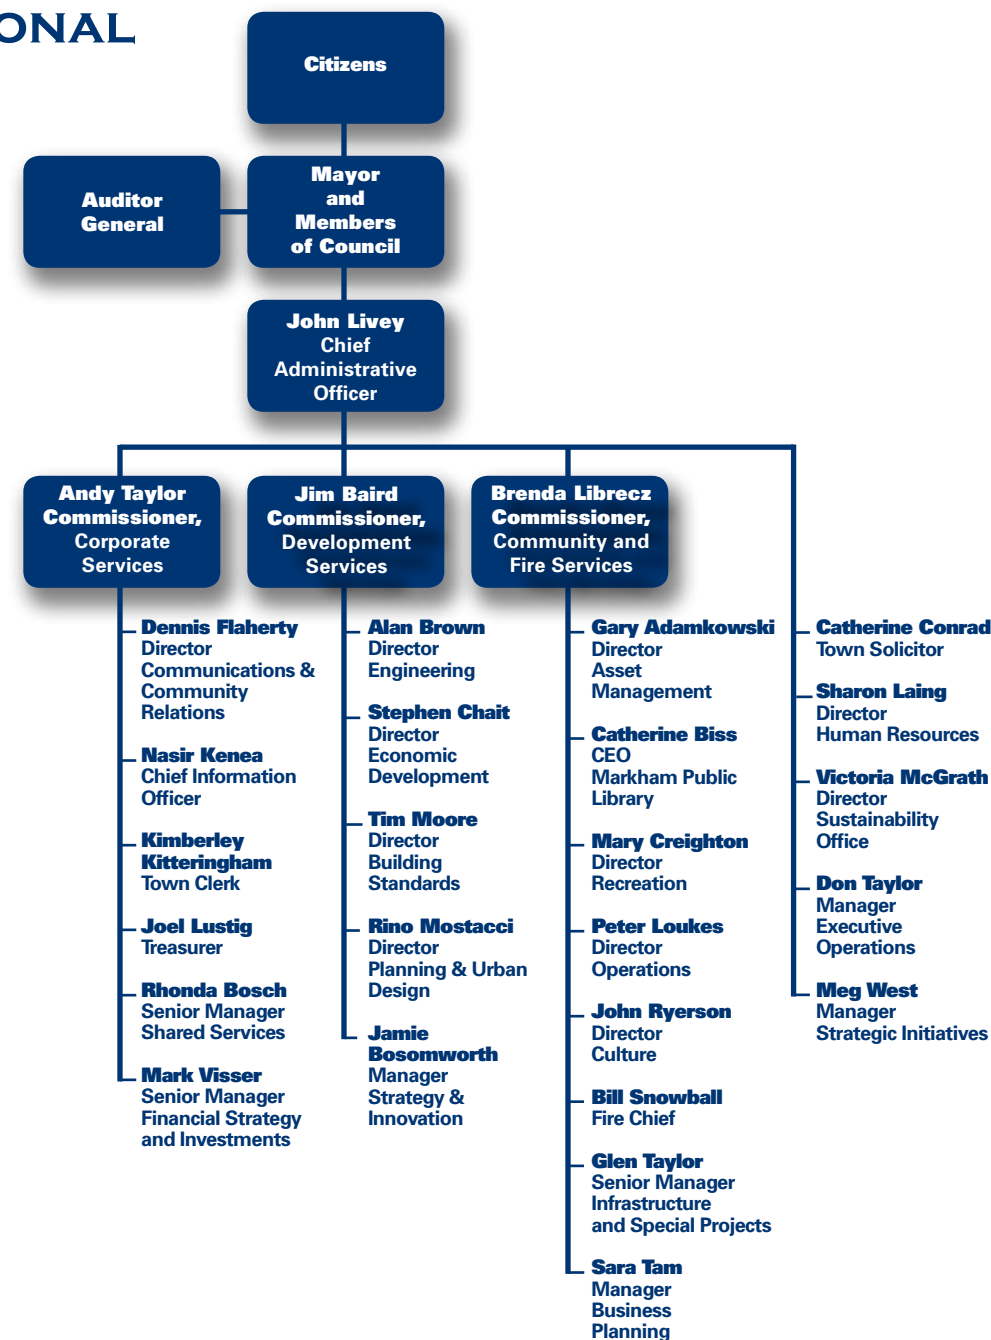 ONAL
Citizens
Auditor
General
Mayor
and
Members
of Council
John Livey
Chief
Administrative
Officer
Andy Taylor
Commissioner,
Corporate
Services
Jim Baird
Commissioner,
Development
Services
Brenda Librecz
Commissioner,
Community and
Fire Services
Dennis Flaherty
Director
Communications &
Community
Relations
Nasir Kenea
Chief Information
Officer
Kimberley
Kitteringham
Town Clerk
Joel Lustig
Treasurer
Rhonda Bosch
Senior Manager
Shared Services
Mark Visser
Senior Manager
Financial Strategy
and Investments
Alan Brown
Director
Engineering
Stephen Chait
Director
Economic
Development
Tim Moore
Director
Building
Standards
Rino Mostacci
Director
Planning & Urban
Design
Jamie
Bosomworth
Manager
Strategy &
Innovation
Gary Adamkowski
Director
Asset
Management
Catherine Biss
CEO
Markham Public
Library
Mary Creighton
Director
Recreation
Peter Loukes
Director
Operations
John Ryerson
Director
Culture
Bill Snowball
Fire Chief
Glen Taylor
Senior Manager
Infrastructure
and Special Projects
Sara Tam
Manager
Business
Planning
Catherine Conrad
Town Solicitor
Sharon Laing
Director
Human Resources
Victoria McGrath
Director
Sustainability
Office
Don Taylor
Manager
Executive
Operations
Meg West
Manager
Strategic Initiatives